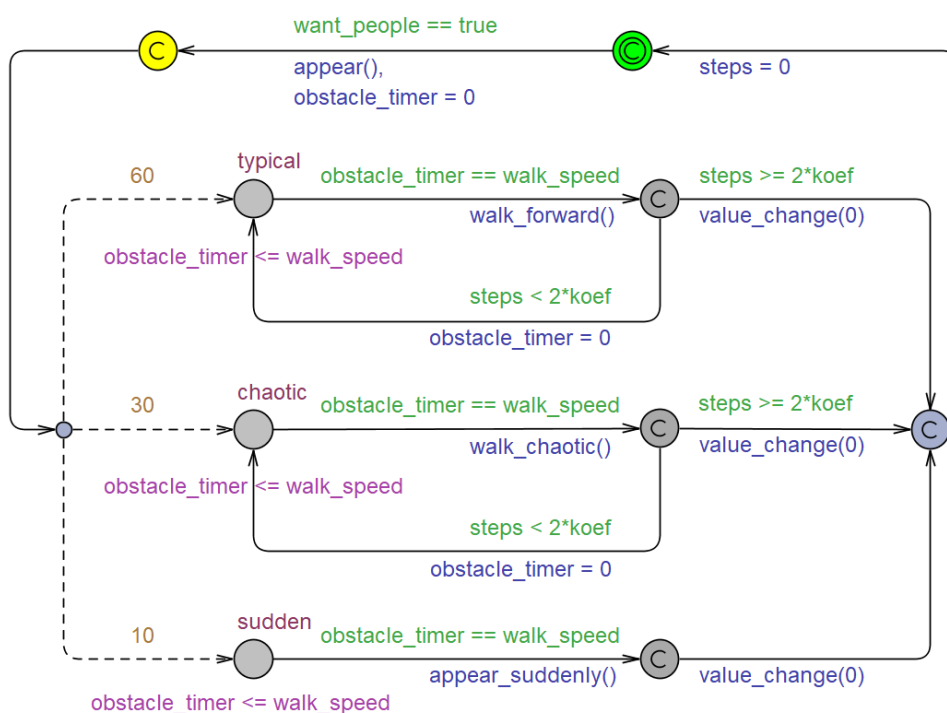 want_people == true
C
C
appear(),
obstacle_timer = 0
steps = 0
typical
60
obstacle_timer == walk_speed
steps >= 2*koef
C
walk_forward()
value_change(0)
obstacle_timer <= walk_speed
steps < 2*koef
obstacle_timer = 0
chaotic
30
obstacle_timer == walk_speed
steps >= 2*koef
C
C
walk_chaotic()
value_change(0)
obstacle_timer <= walk_speed
steps < 2*koef
obstacle_timer = 0
sudden
10
obstacle_timer == walk_speed
C
appear_suddenly()
value_change(0)
obstacle_timer <= walk_speed